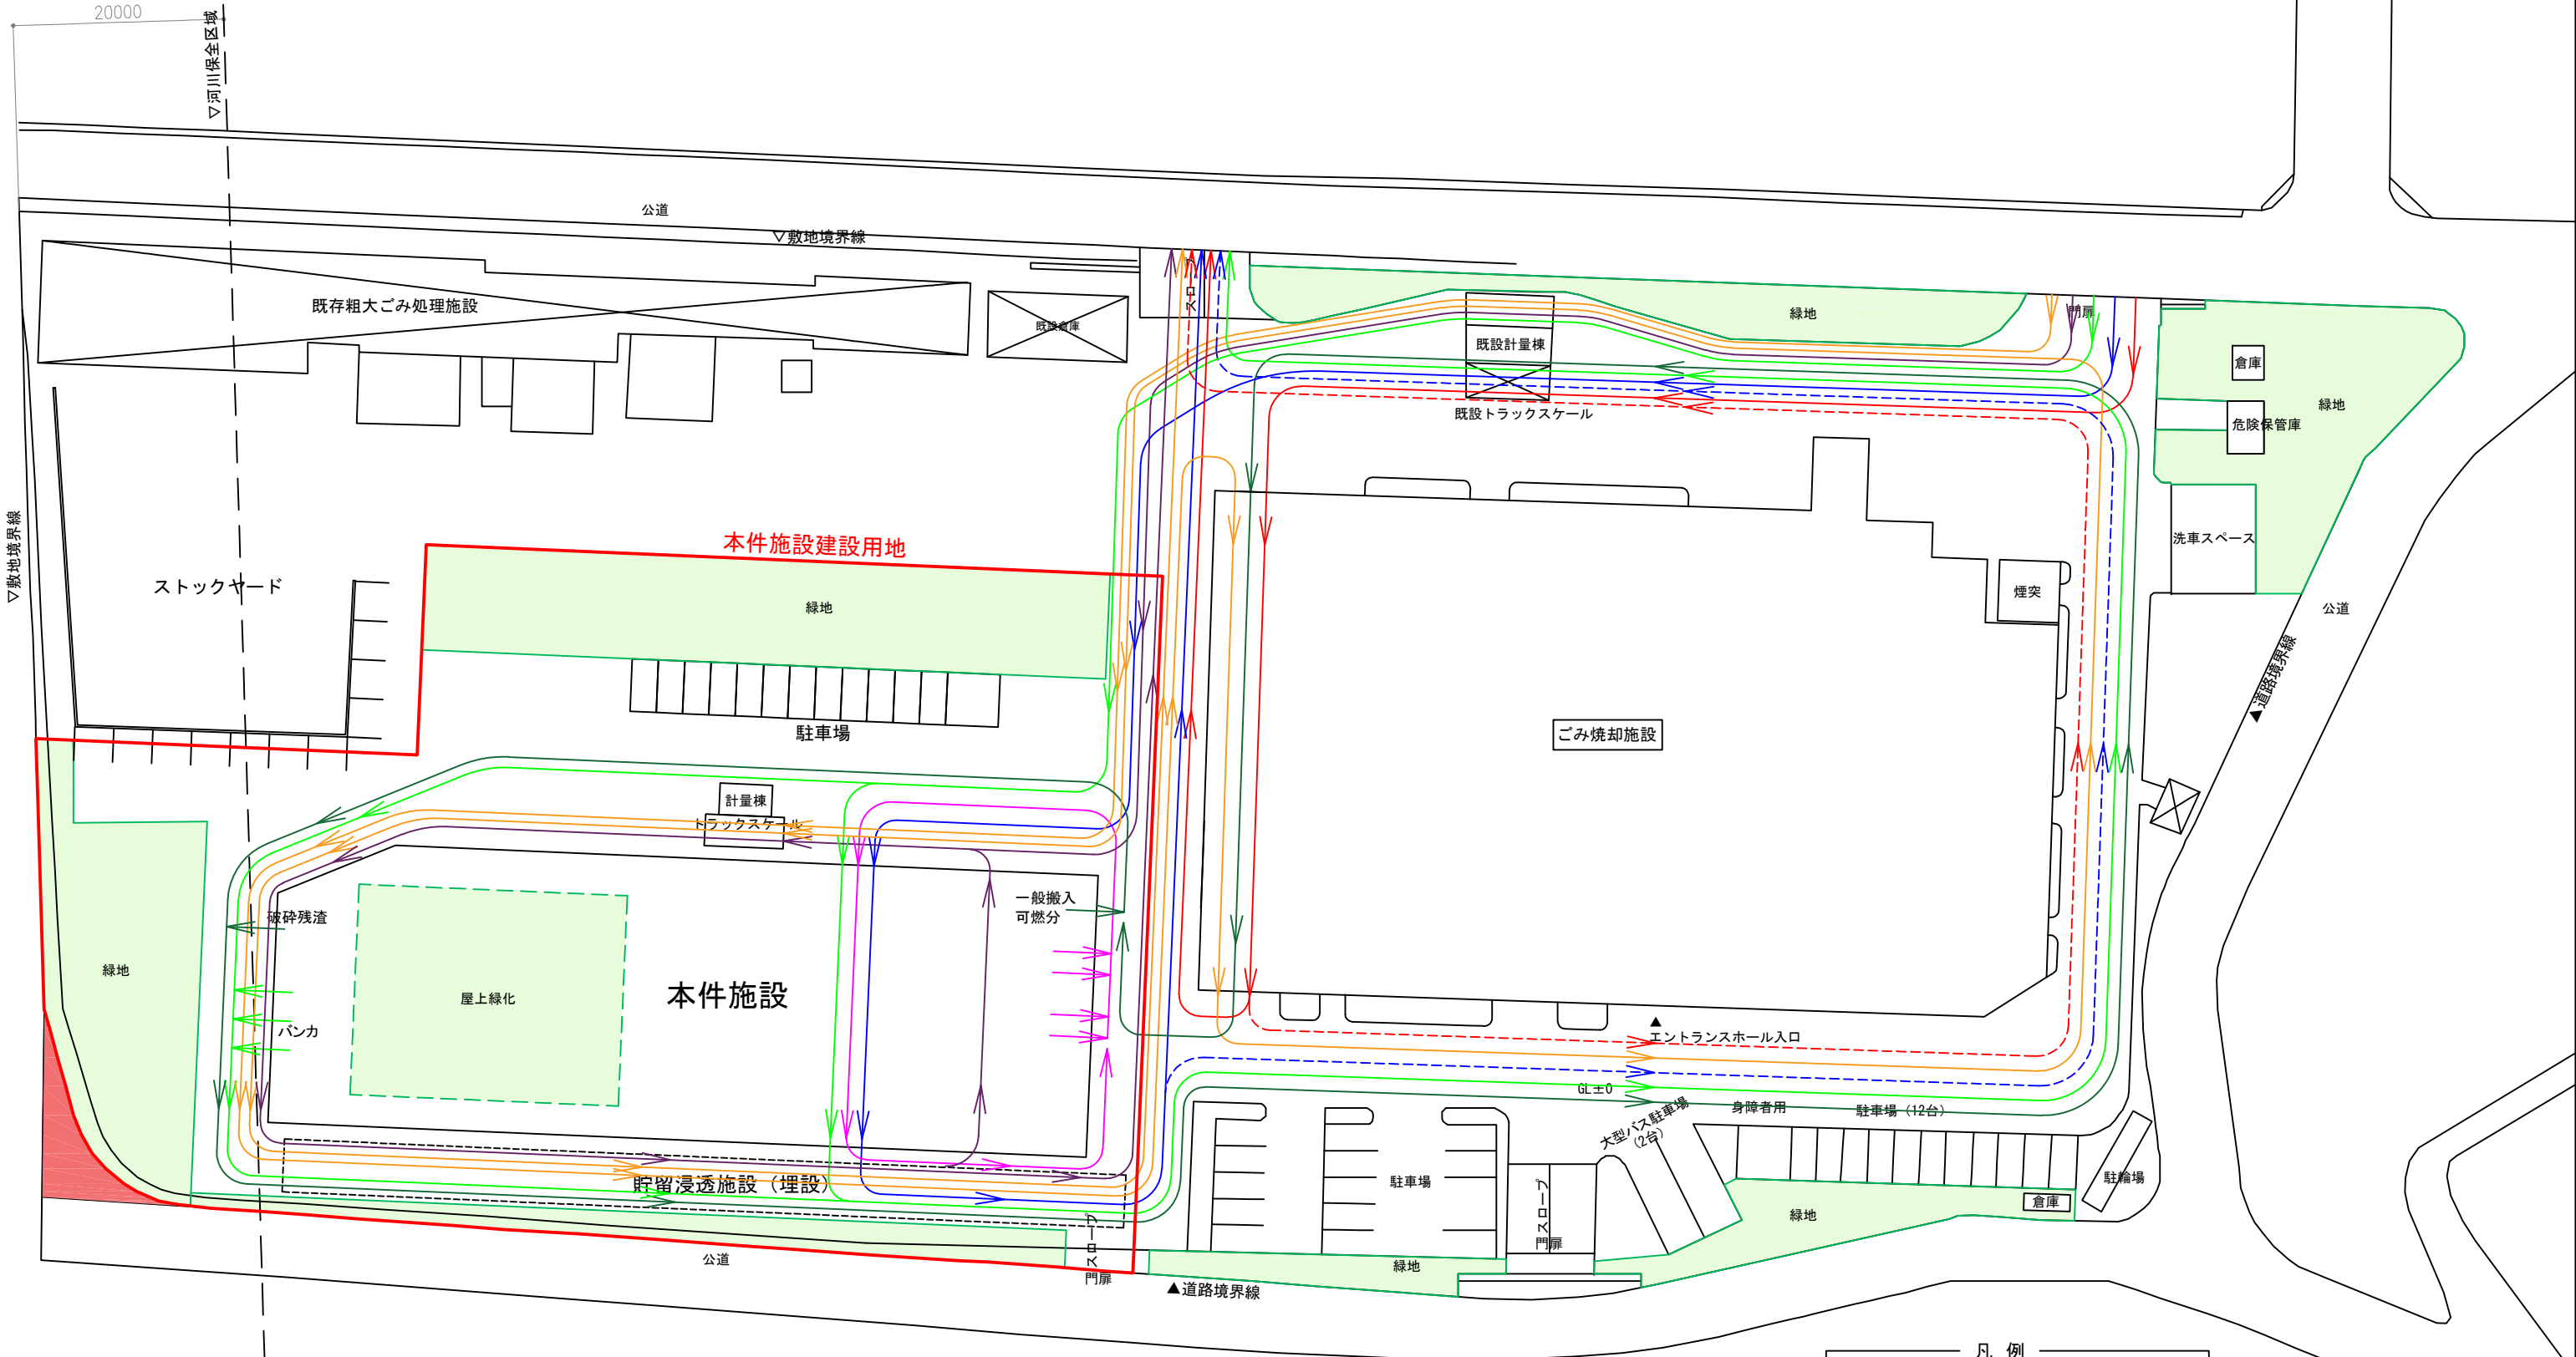 20000
▽河川保全区域
公道
▽敷地境界線
既存粗大ごみ処理施設
既設倉庫
スロープ
緑地
門扉
既設計量棟
既設トラックスケール
倉庫
緑地
危険保管庫
洗車スペース
煙突
公道
▲道路境界線
▽敷地境界線
ストックヤード
本件施設建設用地
緑地
駐車場
ごみ焼却施設
計量棟
トラックスケール
一般搬入
可燃分
破砕残渣
緑地
屋上緑化
本件施設
バンカ
▲
エントランスホール入口
GL±0
大型バス駐車場
(2台)
身障者用
駐車場(12台)
貯留浸透施設(埋設)
駐車場
スロープ
門扉
緑地
倉庫
駐輪場
公道
スロープ
門扉
緑地
▲道路境界線
凡 例